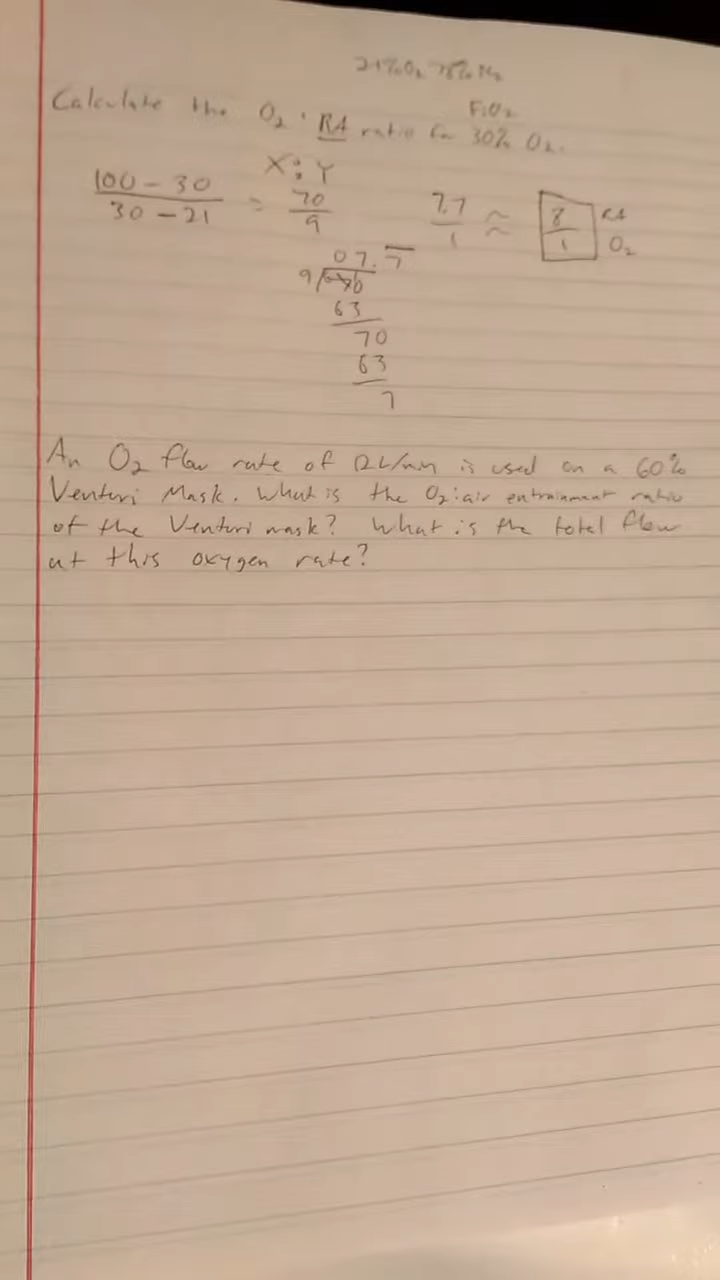 21% O2 78% N2
FiO2
Calculate the O2 : RA ratio for 30% O2.
X : Y
100 - 30 / 30 - 21 = 70 / 9
7.7 / 1 ≈ 8 / 1 RA O2
07.7
9
63
70
63
7
An O2 flow rate of 12 L/min is used on a 60%
Venturi Mask. What is the O2:air entrainment ratio
of the Venturi mask? What is the total flow
at this oxygen rate?